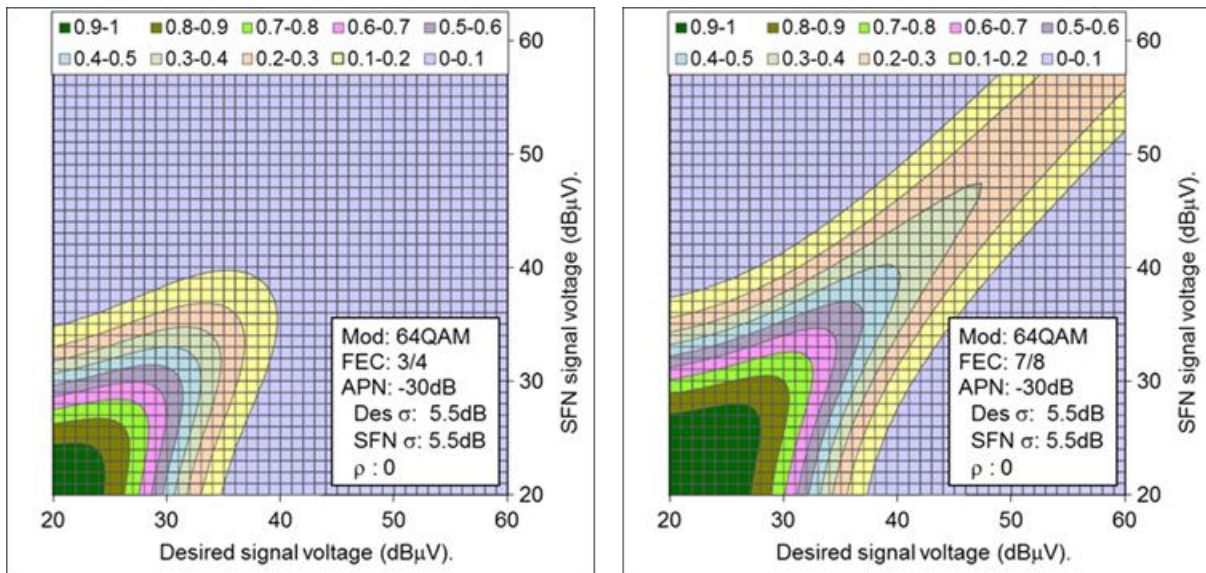 0.9-1 0.8-0.9 0.7-0.8 0.6-0.7 0.5-0.6
0.4-0.5 0.3-0.4 0.2-0.3 0.1-0.2 0-0.1
60
50
40
30
20
SFN signal voltage (dBµV).
Mod: 64QAM
FEC: 3/4
APN: -30dB
Des σ: 5.5dB
SFN σ: 5.5dB
ρ : 0
20 30 40 50 60
Desired signal voltage (dBµV).
0.9-1 0.8-0.9 0.7-0.8 0.6-0.7 0.5-0.6
0.4-0.5 0.3-0.4 0.2-0.3 0.1-0.2 0-0.1
60
50
40
30
20
SFN signal voltage (dBµV).
Mod: 64QAM
FEC: 7/8
APN: -30dB
Des σ: 5.5dB
SFN σ: 5.5dB
ρ : 0
20 30 40 50 60
Desired signal voltage (dBµV).